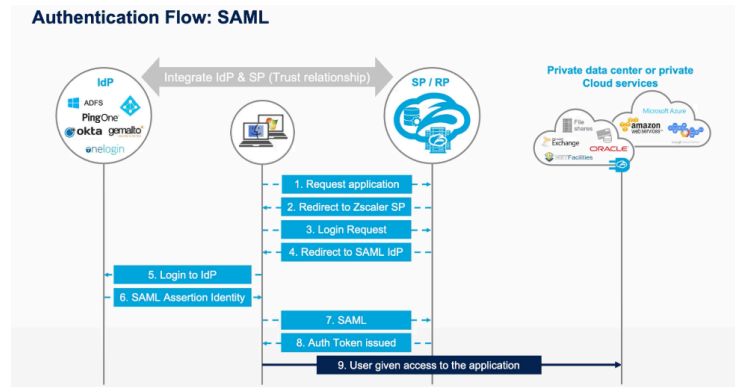 Authentication Flow: SAML
Integrate IdP & SP (Trust relationship)
IdP
ADFS
PingOne
okta gemalto
onelogin
SP / RP
Private data center or private
Cloud services
Microsoft Azure
File
shares
amazon
web services
Exchange
ORACLE
Facilities
1. Request application
2. Redirect to Zscaler SP
3. Login Request
4. Redirect to SAML IdP
5. Login to IdP
6. SAML Assertion Identity
7. SAML
8. Auth Token issued
9. User given access to the application